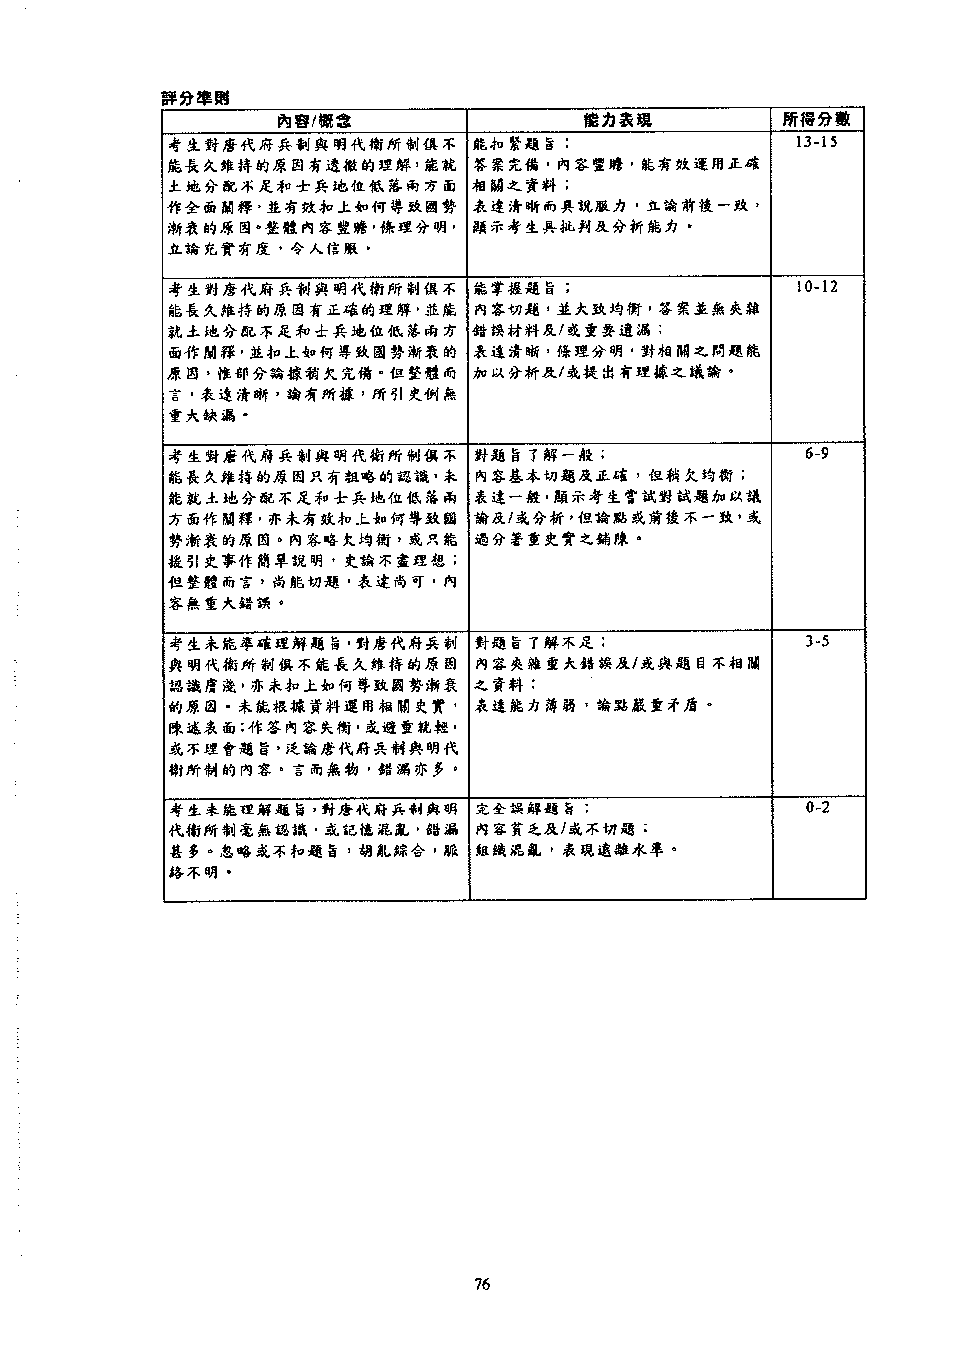 評分準則
內容/概念
能力表現
所得分數
考生對唐代府兵制與明代衛所制俱不
能長久維持的原因有透徹的理解，能就
土地分配不足和士兵地位低落兩方面
作全面闡釋，並有效扣上如何導致國勢
漸衰的原因。整體內容豐贍，條理分明，
立論充實有度，令人信服。
能扣緊題旨；
答案完備，內容豐贍，能有效運用正確
相關之資料；
表達清晰而具說服力，立論前後一致，
顯示考生具批判及分析能力。
13-15
考生對唐代府兵制與明代衛所制俱不
能長久維持的原因有正確的理解，並能
就土地分配不足和士兵地位低落兩方
面作闡釋，並扣上如何導致國勢漸衰的
原因，惟部分論據稍欠完備。但整體而
言，表達清晰，論有所據，所引史例無
重大缺漏。
能掌握題旨；
內容切題，並大致均衡，答案並無夾雜
錯誤材料及/或重要遺漏；
表達清晰，條理分明，對相關之問題能
加以分析及/或提出有理據之議論。
10-12
考生對唐代府兵制與明代衛所制俱不
能長久維持的原因只有粗略的認識，未
能就土地分配不足和士兵地位低落兩
方面作闡釋，亦未有效扣上如何導致國
勢漸衰的原因。內容略欠均衡，或只能
援引史事作簡單說明，史論不盡理想；
但整體而言，尚能切題，表達尚可，內
容無重大錯誤。
對題旨了解一般；
內容基本切題及正確，但稍欠均衡；
表達一般，顯示考生嘗試對試題加以議
論及/或分析，但論點或前後不一致，或
過分著重史實之鋪陳。
6-9
考生未能準確理解題旨，對唐代府兵制
與明代衛所制俱不能長久維持的原因
認識膚淺，亦未扣上如何導致國勢漸衰
的原因。未能根據資料運用相關史實，
陳述表面；作答內容失衡，或避重就輕，
或不理會題旨，泛論唐代府兵制與明代
衛所制的內容。言而無物，錯漏亦多。
對題旨了解不足；
內容夾雜重大錯誤及/或與題目不相關
之資料；
表達能力薄弱，論點嚴重矛盾。
3-5
考生未能理解題旨，對唐代府兵制與明
代衛所制毫無認識，或記憶混亂，錯漏
甚多。忽略或不扣題旨，胡亂綜合，脈
絡不明。
完全誤解題旨；
內容貧乏及/或不切題；
組織混亂，表現遠離水準。
0-2
76